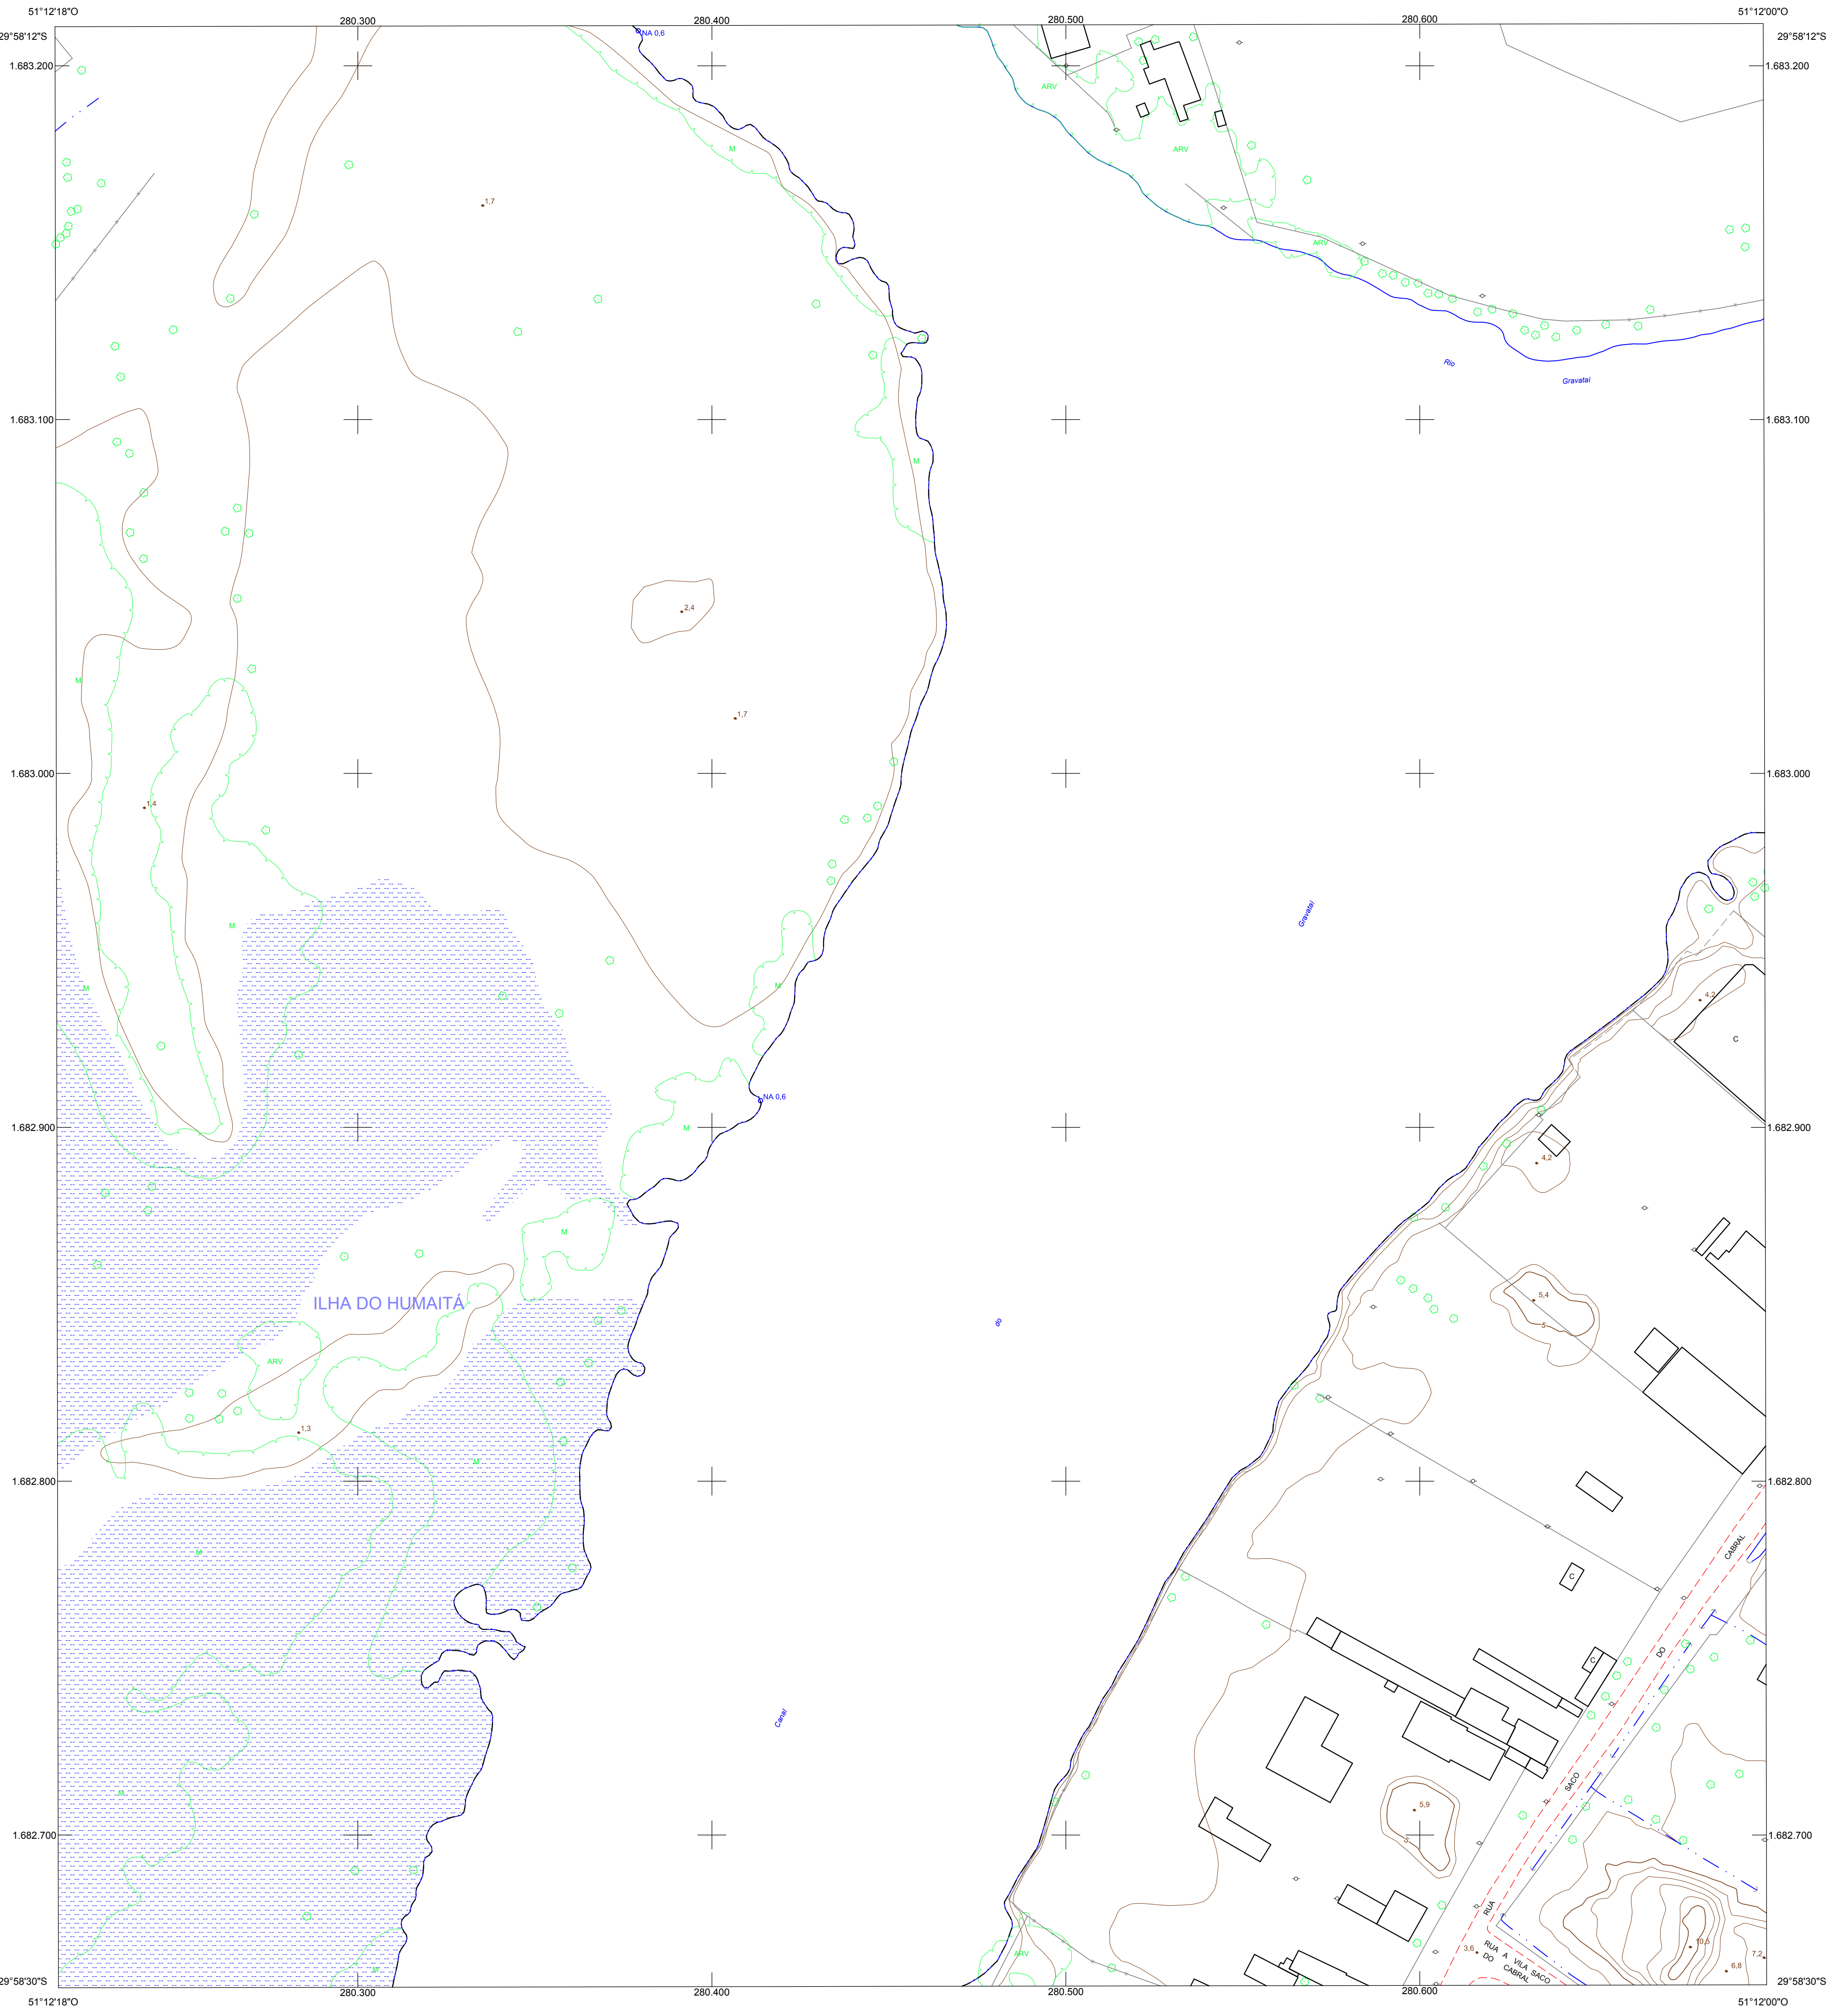 51°12'18"O
280.300
280.400
280.500
280.600
51°12'00"O
29°58'12"S
29°58'12"S
NA 0,6
1.683.200
1.683.200
ARV
M
ARV
1,7
ARV
Rio
Gravataí
1.683.100
1.683.100
M
2,4
M
1,7
1.683.000
1.683.000
1,4
M
Gravataí
M
M
4,2
C
NA 0,6
1.682.900
M
1.682.900
4,2
M
ILHA DO HUMAITÁ
5,4
do
5
ARV
1,3
M
1.682.800
1.682.800
CABRAL
M
C
DO
C
Canal
SACO
M
5,9
1.682.700
5
1.682.700
RUA
ARV
3,6
RUA A VILA SACO
DO CABRAL
10,5
7,2
M
6,8
29°58'30"S
29°58'30"S
51°12'18"O
280.300
280.400
280.500
280.600
51°12'00"O